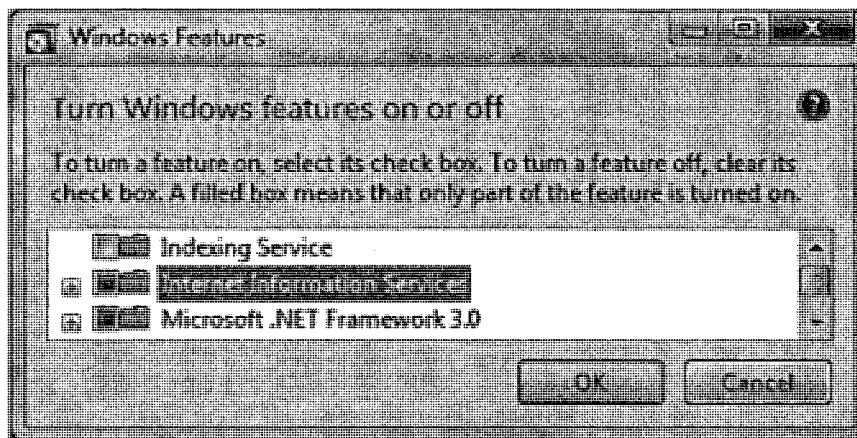 Windows Features
Turn Windows features on or off
To turn a feature on, select its check box. To turn a feature off, clear its
check box. A filled box means that only part of the feature is turned on.
Indexing Service
Internet Information Services
Microsoft .NET Framework 3.0
OK Cancel